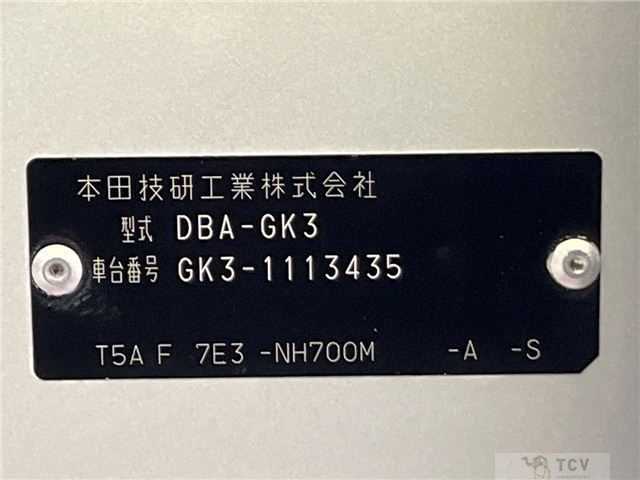 本田技研工業株式会社
型式 DBA-GK3
車台番号 GK3-1113435
T5A F 7E3 -NH700M -A -S
TCV